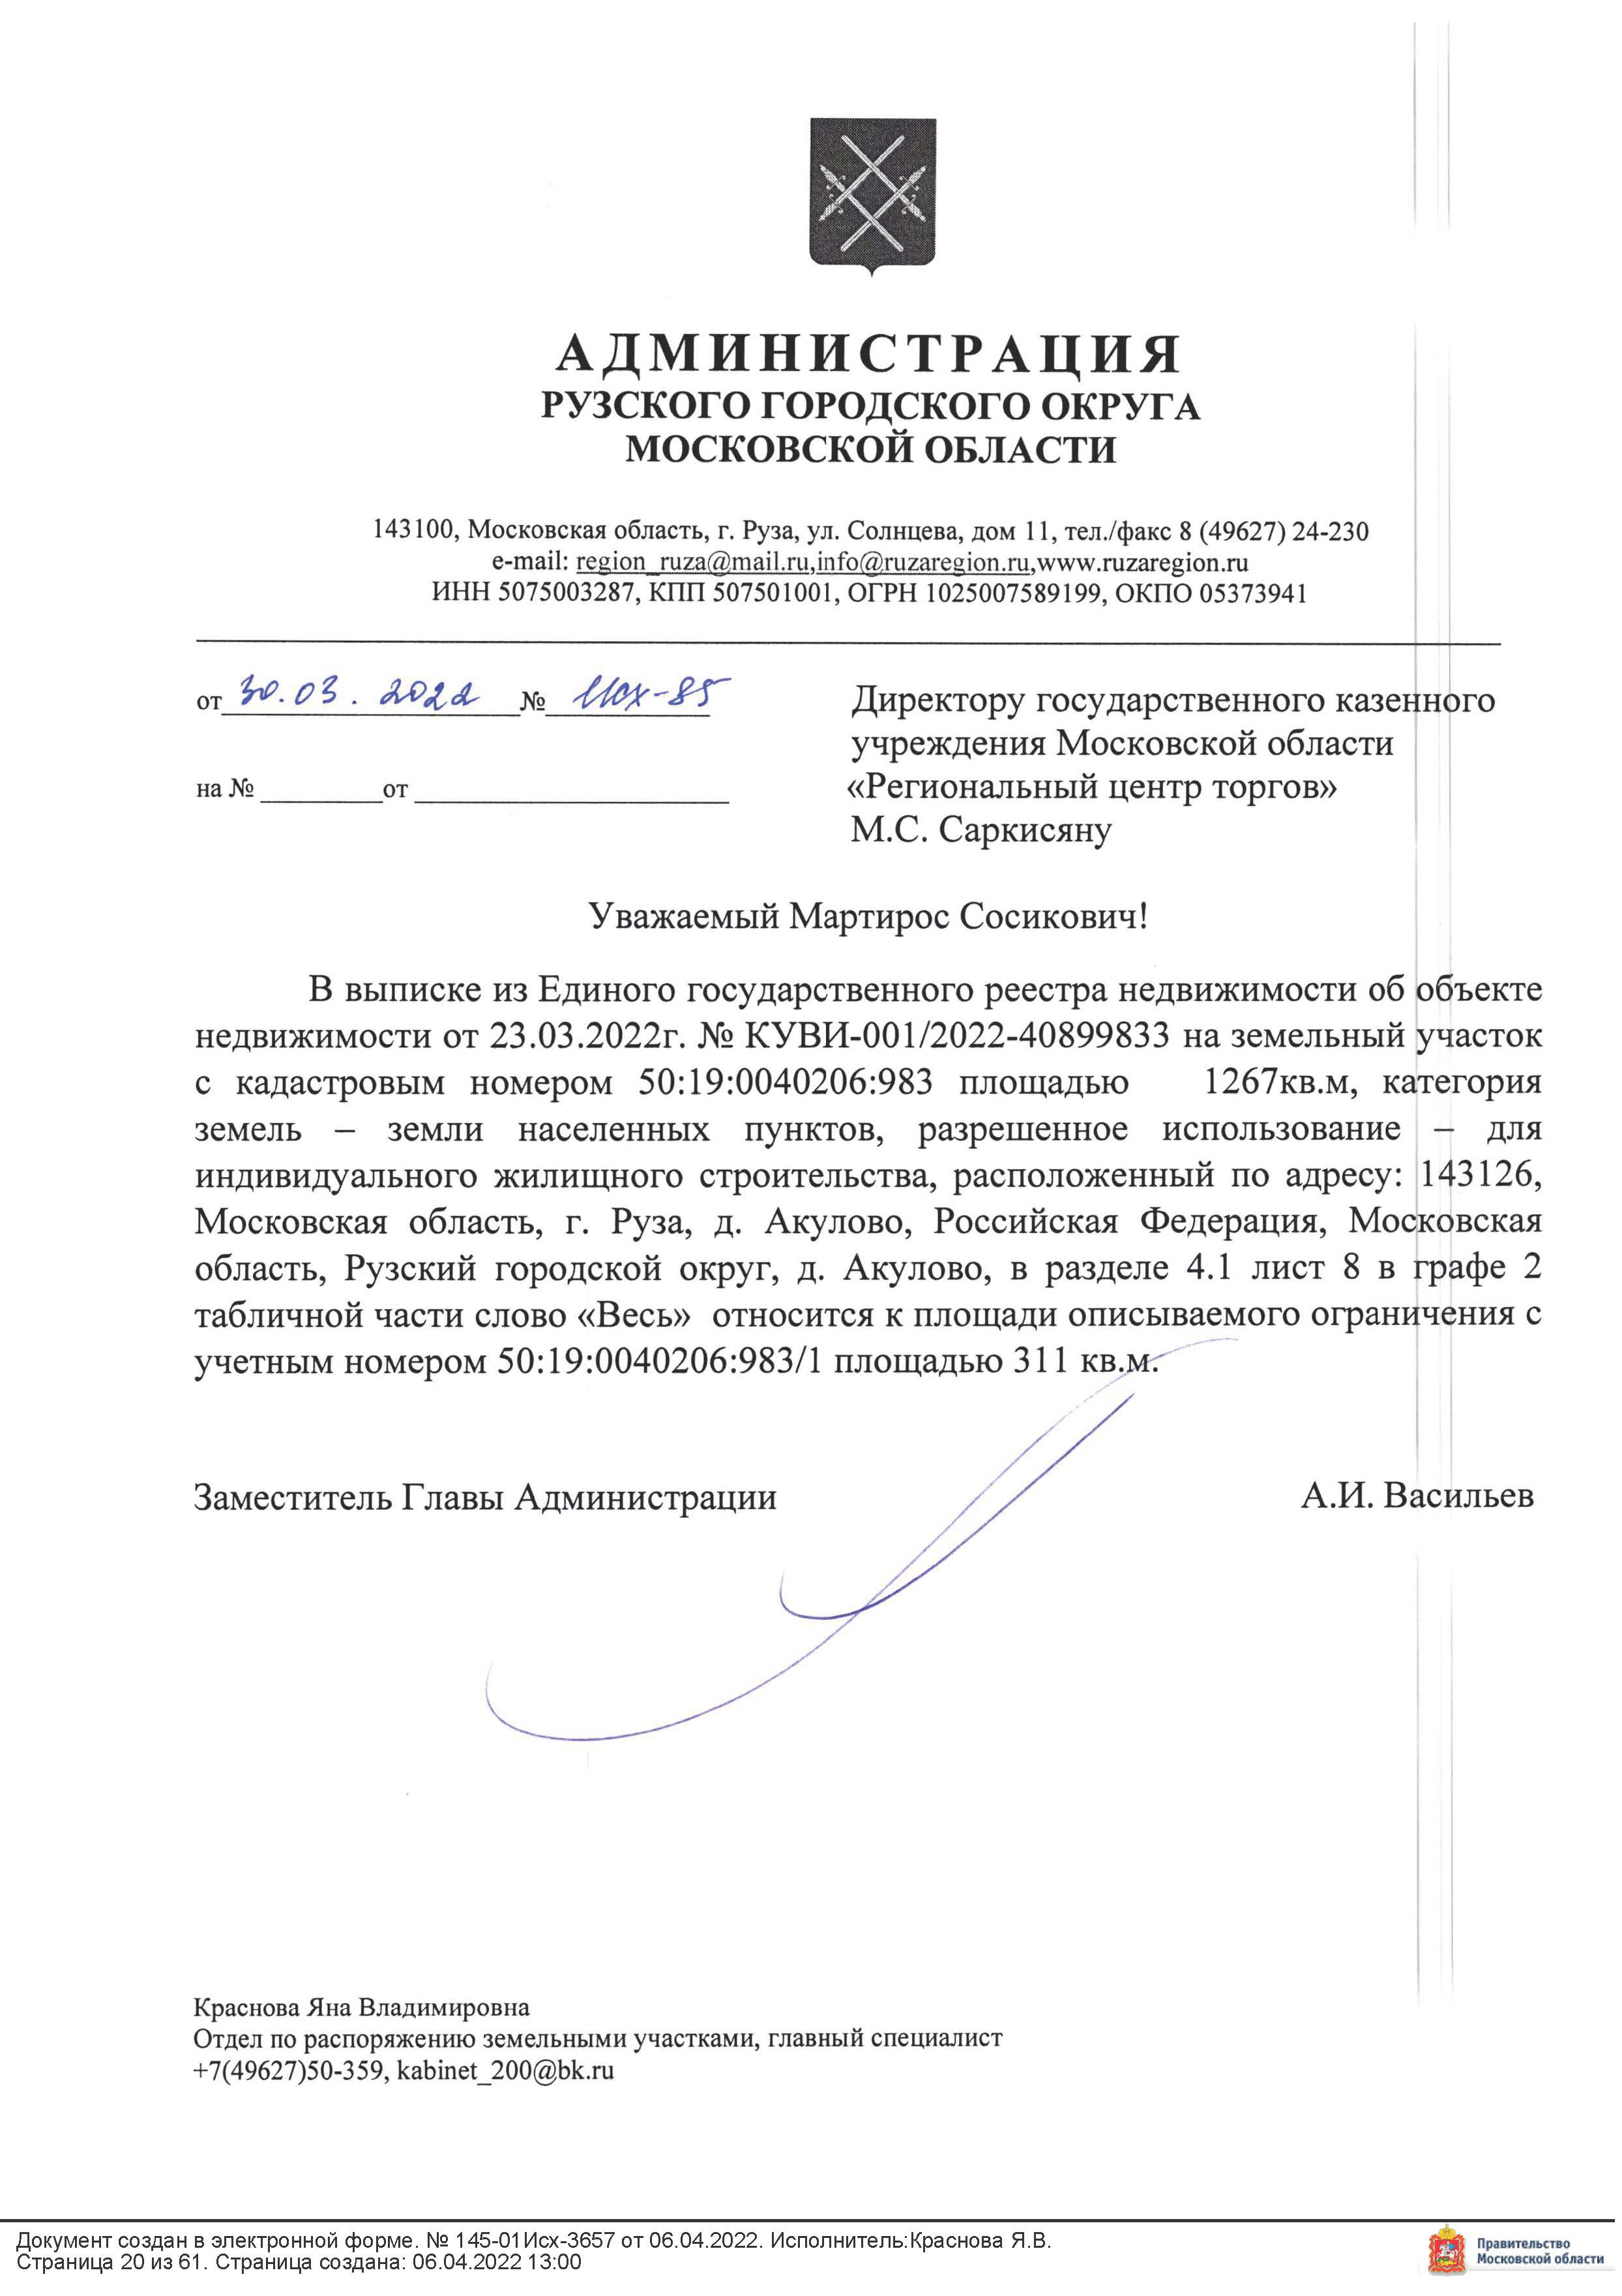 АДМИНИСТРАЦИЯ
РУЗСКОГО ГОРОДСКОГО ОКРУГА
МОСКОВСКОЙ ОБЛАСТИ
143100, Московская область, г. Руза, ул. Солнцева, дом 11, тел./факс 8 (49627) 24-230
e-mail: region_ruza@mail.ru,info@ruzaregion.ru,www.ruzaregion.ru
ИНН 5075003287, КПП 507501001, ОГРН 1025007589199, ОКПО 05373941
от 30.03.2022 № Исх-85
на № ________от ____________________
Директору государственного казенного
учреждения Московской области
«Региональный центр торгов»
М.С. Саркисяну
Уважаемый Мартирос Сосикович!
В выписке из Единого государственного реестра недвижимости об объекте
недвижимости от 23.03.2022г. № КУВИ-001/2022-40899833 на земельный участок
с кадастровым номером 50:19:0040206:983 площадью 1267кв.м, категория
земель – земли населенных пунктов, разрешенное использование – для
индивидуального жилищного строительства, расположенный по адресу: 143126,
Московская область, г. Руза, д. Акулово, Российская Федерация, Московская
область, Рузский городской округ, д. Акулово, в разделе 4.1 лист 8 в графе 2
табличной части слово «Весь» относится к площади описываемого ограничения с
учетным номером 50:19:0040206:983/1 площадью 311 кв.м.
Заместитель Главы Администрации А.И. Васильев
Краснова Яна Владимировна
Отдел по распоряжению земельными участками, главный специалист
+7(49627)50-359, kabinet_200@bk.ru
Документ создан в электронной форме. № 145-01Исх-3657 от 06.04.2022. Исполнитель:Краснова Я.В.
Страница 20 из 61. Страница создана: 06.04.2022 13:00
Правительство
Московской области